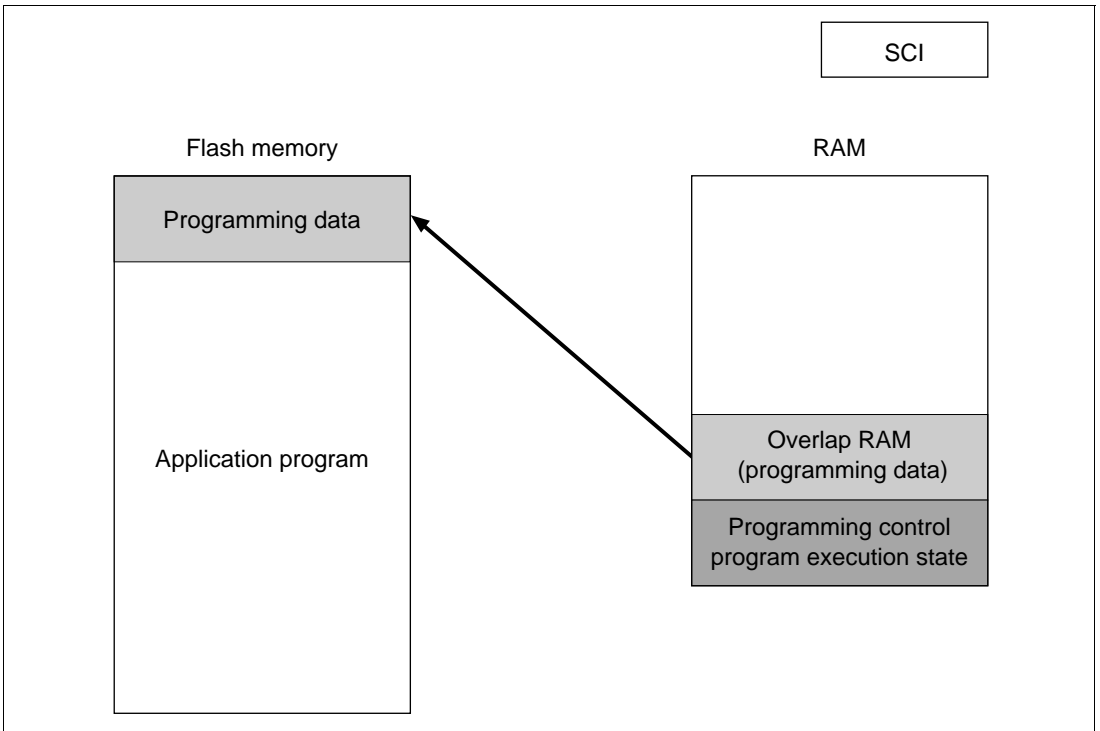 SCI
Flash memory
RAM
Programming data
Application program
Overlap RAM
(programming data)
Programming control
program execution state